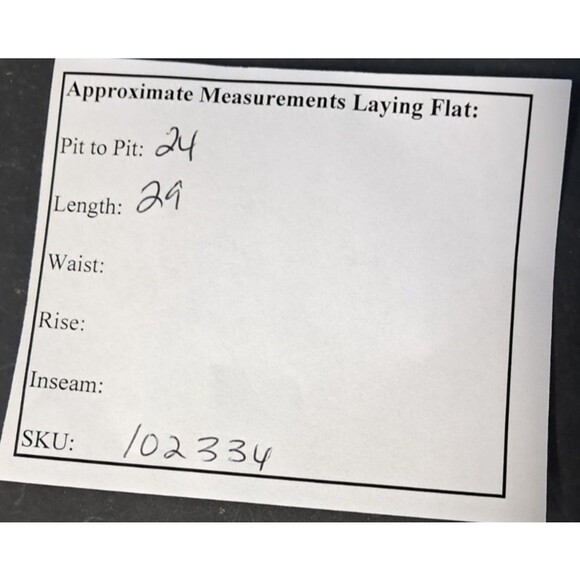 Approximate Measurements Laying Flat:
Pit to Pit: 24
Length: 29
Waist:
Rise:
Inseam:
SKU: 102334